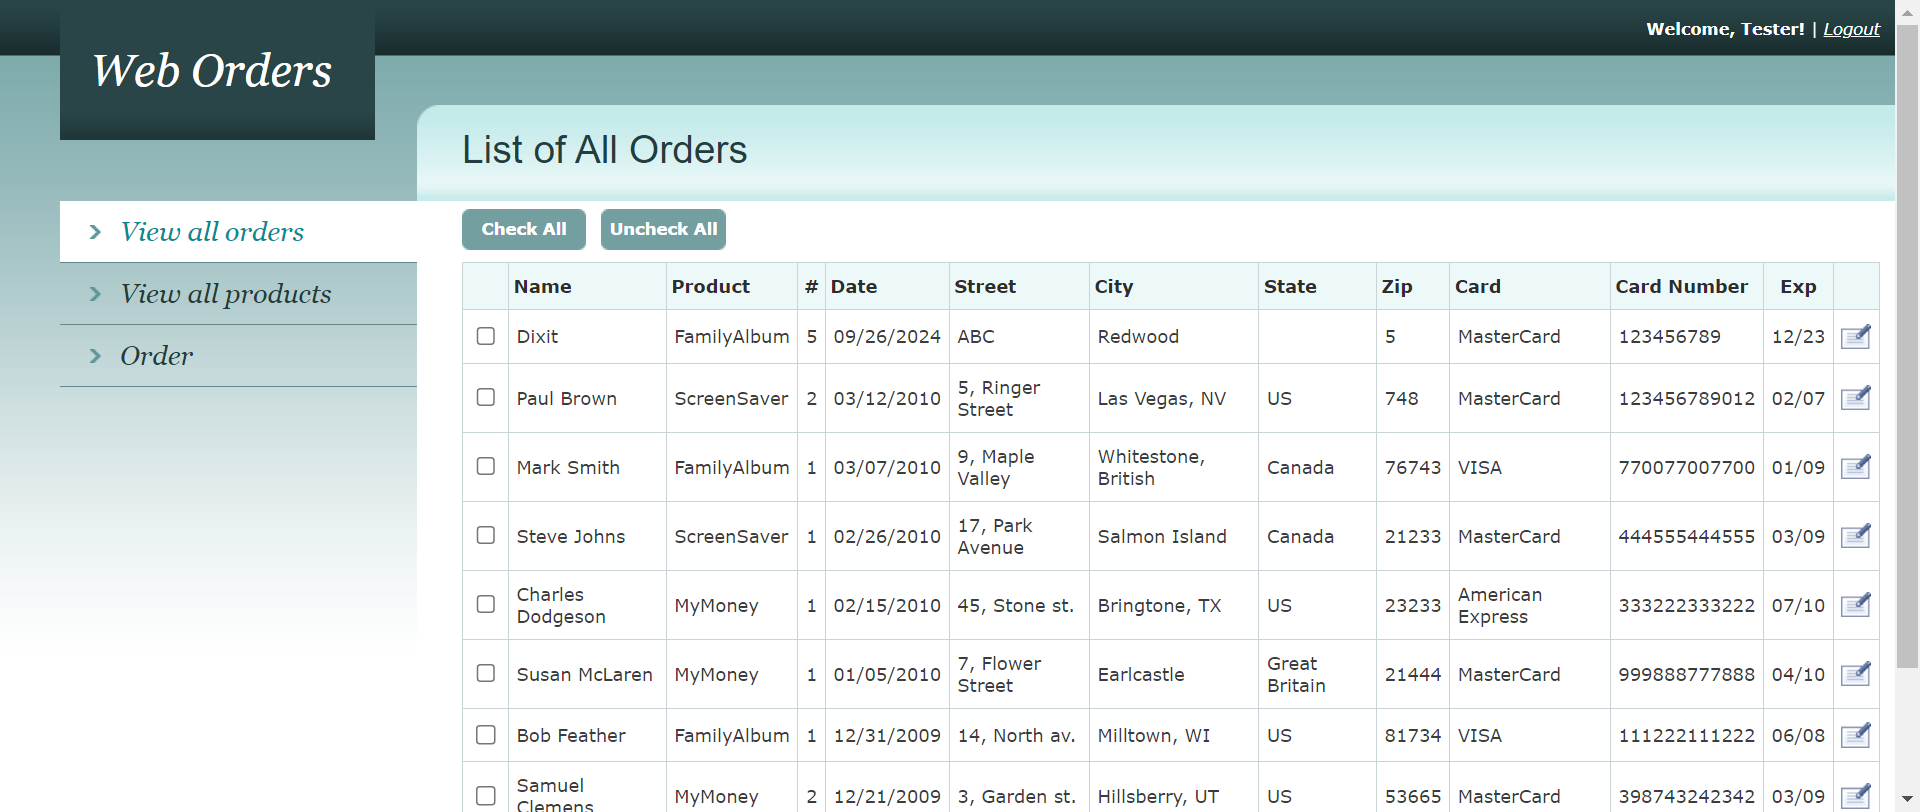 Welcome, Tester! | Logout
Web Orders
List of All Orders
View all orders
View all products
Order
Check All Uncheck All
Name Product # Date Street City State Zip Card Card Number Exp
Dixit FamilyAlbum 5 09/26/2024 ABC Redwood 5 MasterCard 123456789 12/23
Paul Brown ScreenSaver 2 03/12/2010 5, Ringer Street Las Vegas, NV US 748 MasterCard 123456789012 02/07
Mark Smith FamilyAlbum 1 03/07/2010 9, Maple Valley Whitestone, British Canada 76743 VISA 770077007700 01/09
Steve Johns ScreenSaver 1 02/26/2010 17, Park Avenue Salmon Island Canada 21233 MasterCard 444555444555 03/09
Charles Dodgeson MyMoney 1 02/15/2010 45, Stone st. Bringtone, TX US 23233 American Express 333222333222 07/10
Susan McLaren MyMoney 1 01/05/2010 7, Flower Street Earlcastle Great Britain 21444 MasterCard 999888777888 04/10
Bob Feather FamilyAlbum 1 12/31/2009 14, North av. Milltown, WI US 81734 VISA 111222111222 06/08
Samuel Clemens MyMoney 2 12/21/2009 3, Garden st. Hillsberry, UT US 53665 MasterCard 398743242342 03/09